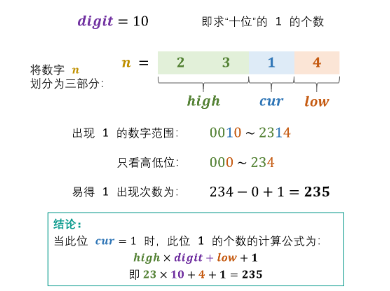 digit = 10 即求“十位”的 1 的个数
将数字 n
划分为三部分:
n = 2 3 1 4
high cur low
出现 1 的数字范围: 0010 ~ 2314
只看高低位: 000 ~ 234
易得 1 出现次数为: 234 − 0 + 1 = 235
结论:
当此位 cur = 1 时，此位 1 的个数的计算公式为:
high × digit + low + 1
即 23 × 10 + 4 + 1 = 235